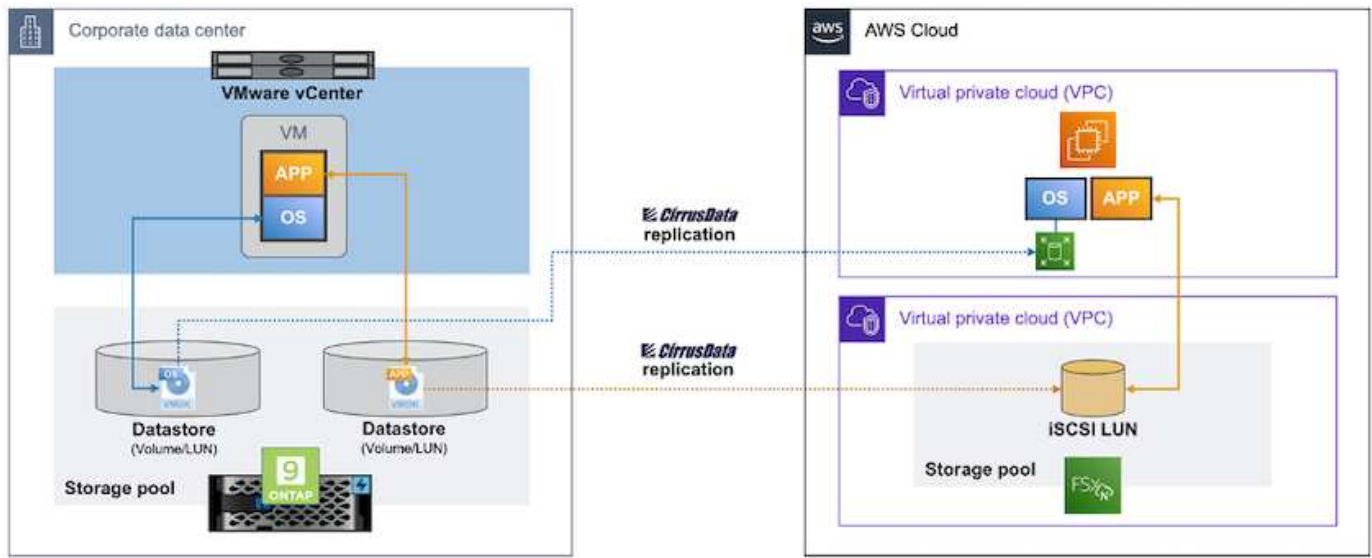 Corporate data center
VMware vCenter
VM
APP
OS
OS
VMDK
APP
VMDK
Datastore
(Volume/LUN)
Datastore
(Volume/LUN)
Storage pool
9
ONTAP
CirrusData
replication
CirrusData
replication
aws
AWS Cloud
Virtual private cloud (VPC)
OS
APP
Virtual private cloud (VPC)
iSCSI LUN
Storage pool
FSx
N